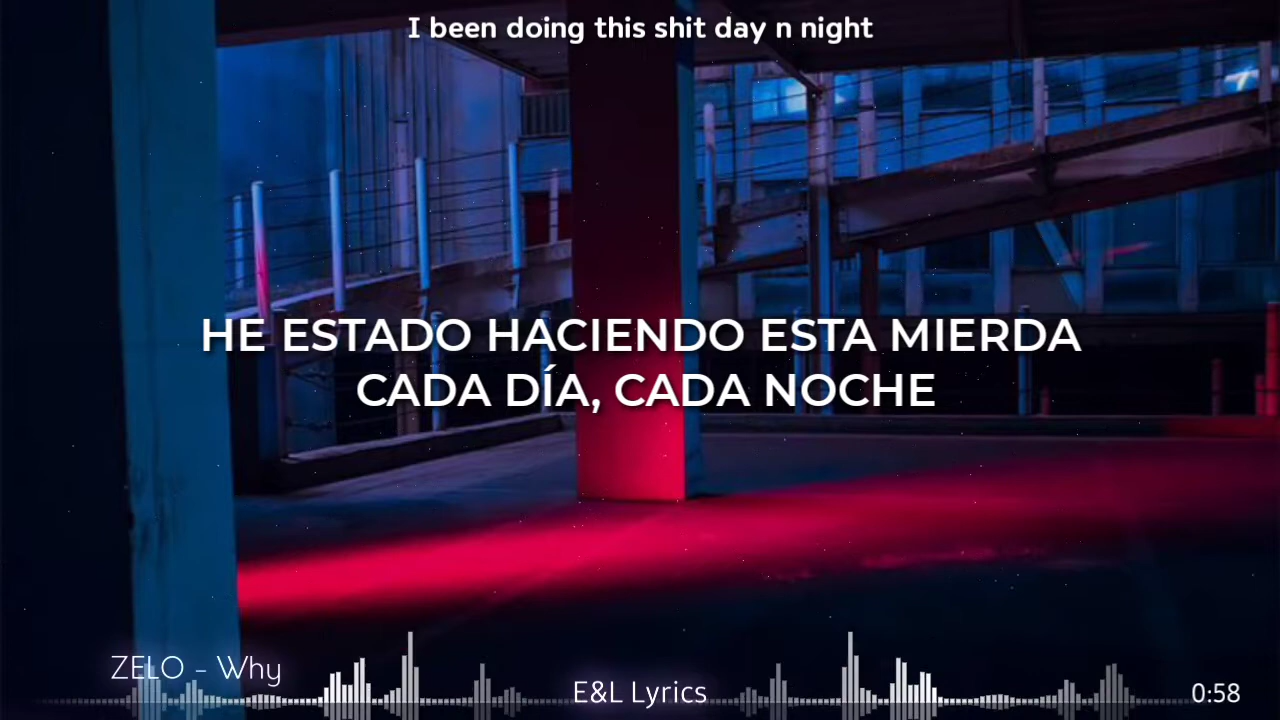 I been doing this shit day n night
HE ESTADO HACIENDO ESTA MIERDA
CADA DÍA, CADA NOCHE
ZELO - Why
E&L Lyrics
0:58